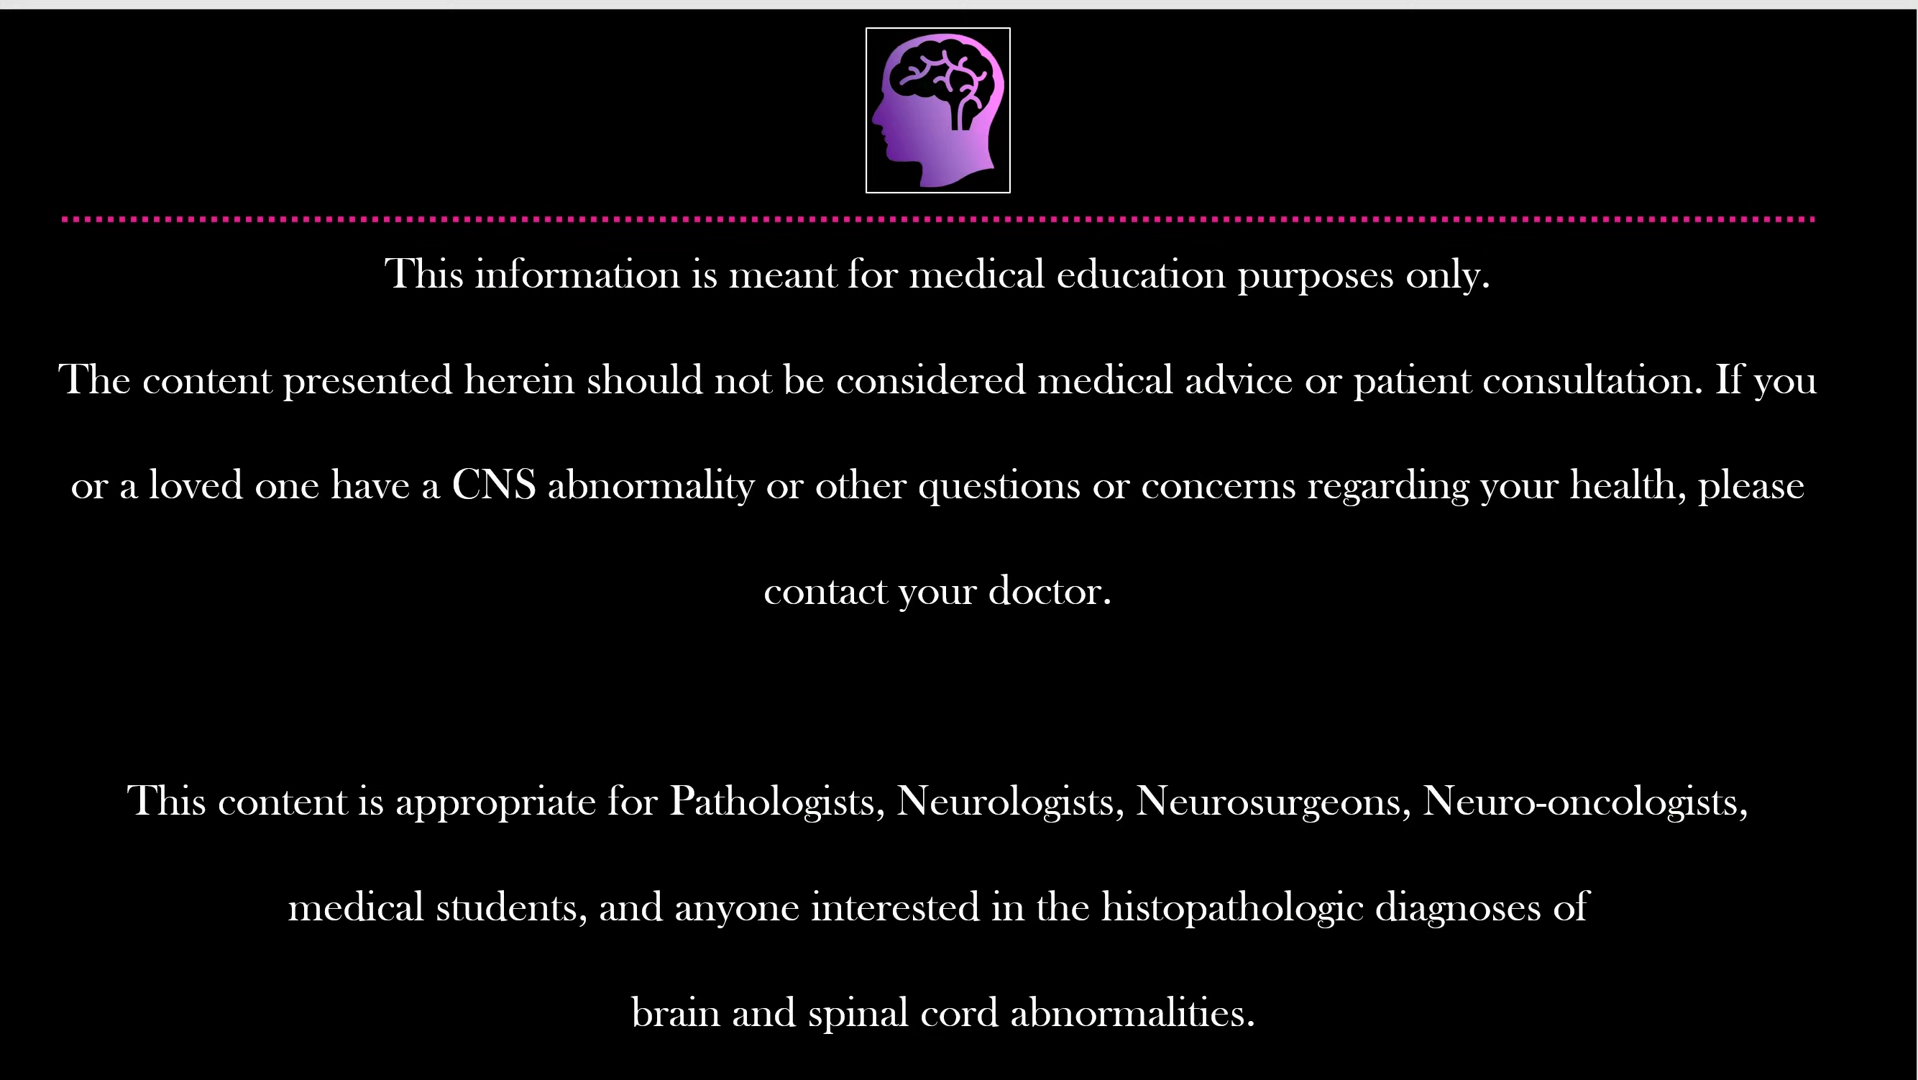 This information is meant for medical education purposes only.
The content presented herein should not be considered medical advice or patient consultation. If you
or a loved one have a CNS abnormality or other questions or concerns regarding your health, please
contact your doctor.
This content is appropriate for Pathologists, Neurologists, Neurosurgeons, Neuro-oncologists,
medical students, and anyone interested in the histopathologic diagnoses of
brain and spinal cord abnormalities.